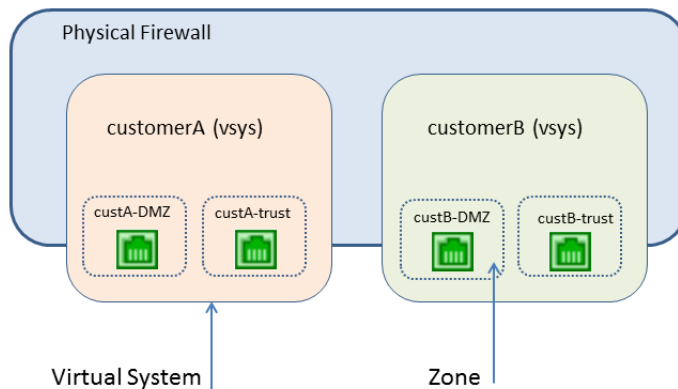 Physical Firewall
customerA (vsys)
customerB (vsys)
custA-DMZ
custA-trust
custB-DMZ
custB-trust
Virtual System
Zone